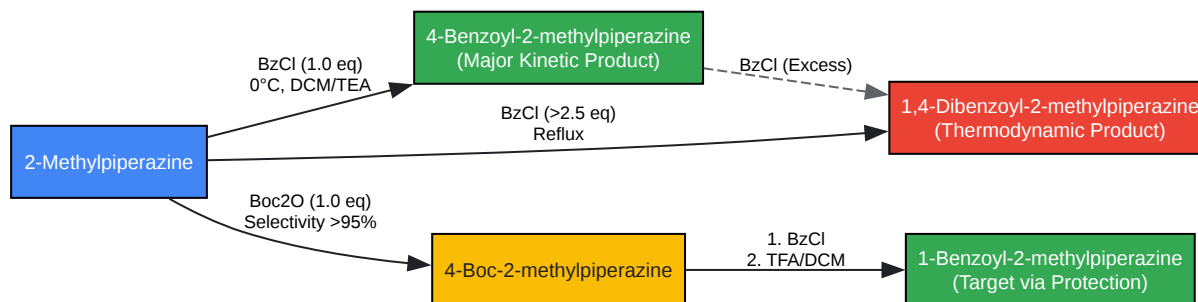 4-Benzoyl-2-methylpiperazine
(Major Kinetic Product)
BzCl (1.0 eq)
0°C, DCM/TEA
BzCl (Excess)
1,4-Dibenzoyl-2-methylpiperazine
(Thermodynamic Product)
BzCl (>2.5 eq)
Reflux
2-Methylpiperazine
Boc2O (1.0 eq)
Selectivity >95%
4-Boc-2-methylpiperazine
1. BzCl
2. TFA/DCM
1-Benzoyl-2-methylpiperazine
(Target via Protection)